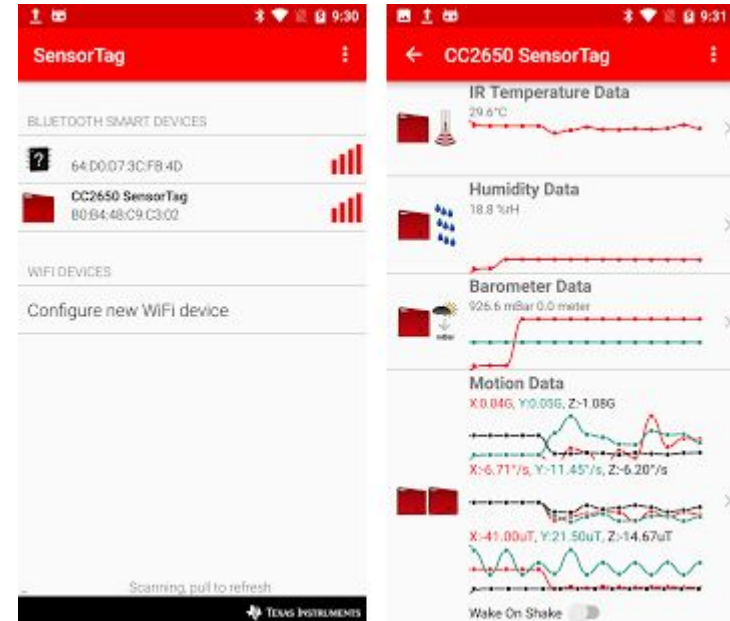 9:30
SensorTag
BLUETOOTH SMART DEVICES
?
64:D0:D7:3C:FB:4D
CC2650 SensorTag
B0:B4:48:C9:C3:02
WIFI DEVICES
Configure new WiFi device
Scanning, pull to refresh
TEXAS INSTRUMENTS
9:31
CC2650 SensorTag
IR Temperature Data
29.6°C
Humidity Data
18.8 %rH
Barometer Data
926.6 mBar 0.0 meter
mBar
Motion Data
X:0.04G, Y:0.05G, Z:-1.08G
X:-6.71°/s, Y:-11.45°/s, Z:-6.20°/s
X:-41.00uT, Y:21.50uT, Z:-14.67uT
Wake On Shake